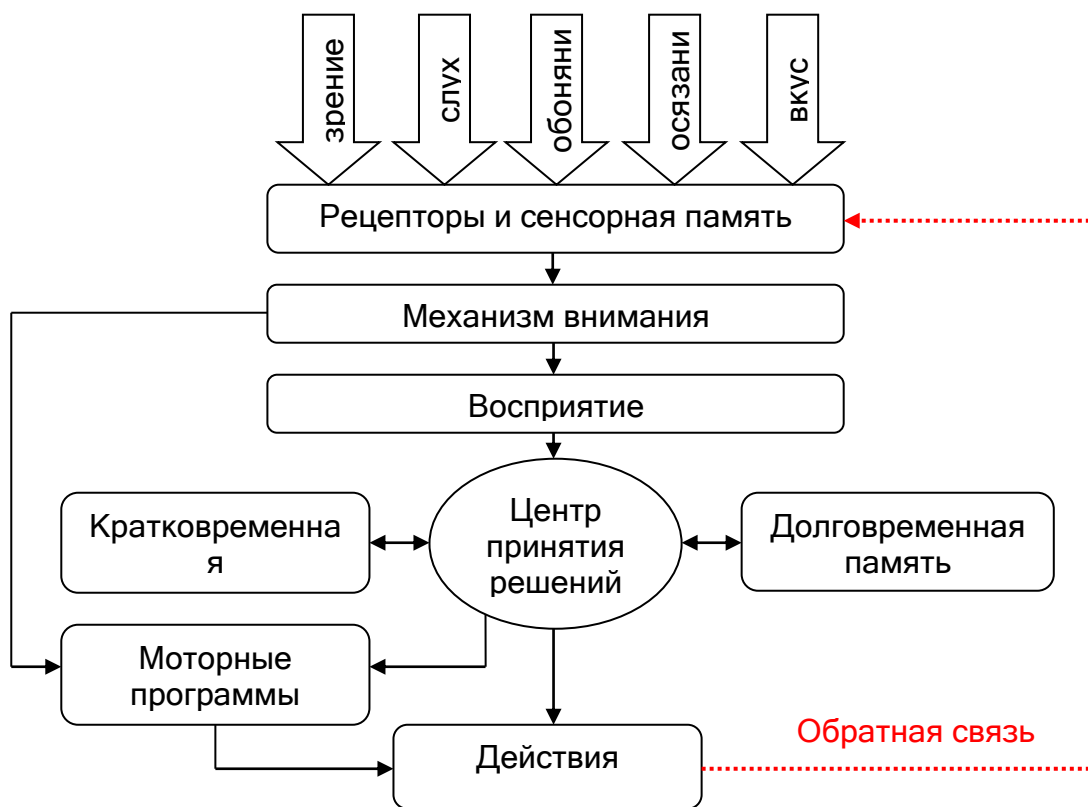 зрение
слух
обоняни
осязани
вкус
Рецепторы и сенсорная память
Механизм внимания
Восприятие
Центр
принятия
решений
Кратковременна
я
Долговременная
память
Моторные
программы
Действия
Обратная связь